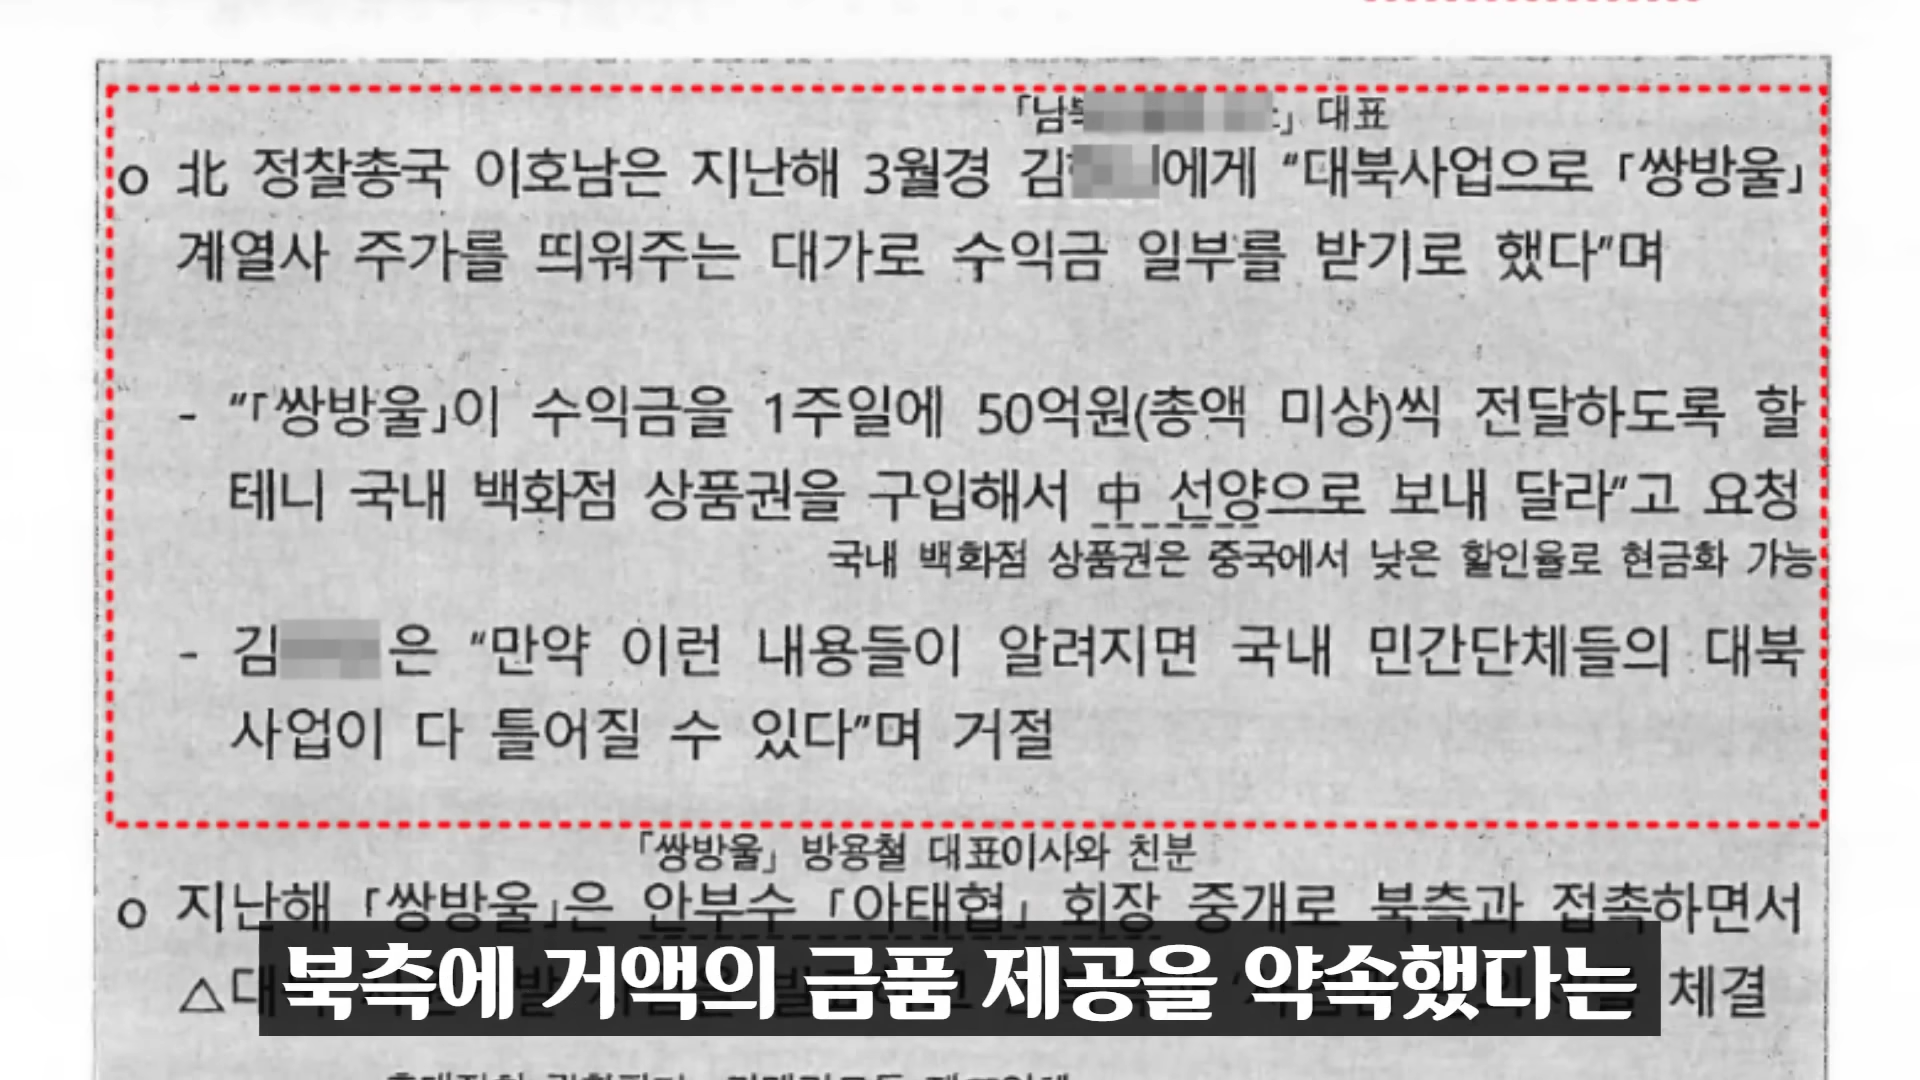 「남 」 대표
o 北 정찰총국 이호남은 지난해 3월경 김 에게 “대북사업으로 「쌍방울」
계열사 주가를 띄워주는 대가로 수익금 일부를 받기로 했다”며
- “「쌍방울」이 수익금을 1주일에 50억원(총액 미상)씩 전달하도록 할
테니 국내 백화점 상품권을 구입해서 中 선양으로 보내 달라”고 요청
국내 백화점 상품권은 중국에서 낮은 할인율로 현금화 가능
- 김 은 “만약 이런 내용들이 알려지면 국내 민간단체들의 대북
사업이 다 틀어질 수 있다”며 거절
「쌍방울」 방용철 대표이사와 친분
o 지난해 「쌍방울」은 안부수 「아태협」 회장 중개로 북측과 접촉하면서
△대 체결
북측에 거액의 금품 제공을 약속했다는